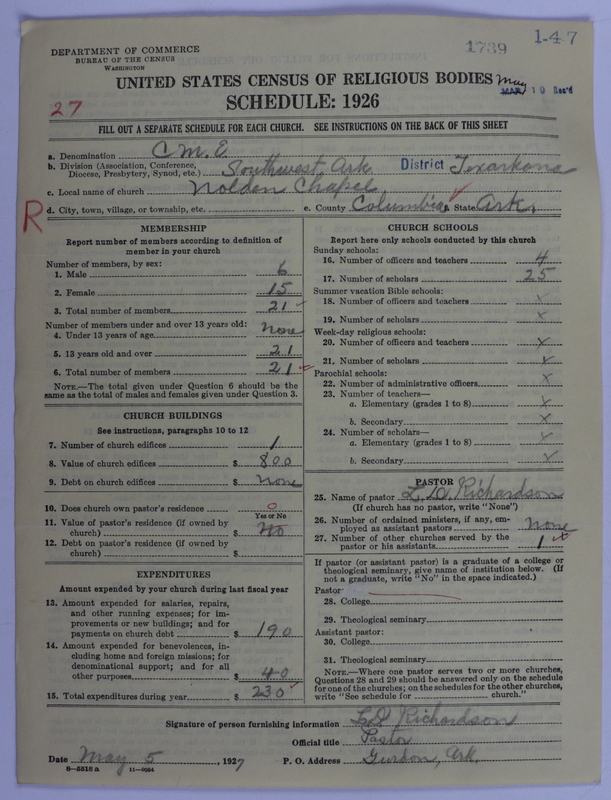 DEPARTMENT OF COMMERCE
BUREAU OF THE CENSUS
WASHINGTON
1739
1-47
UNITED STATES CENSUS OF RELIGIOUS BODIES
May
MAR 10 Rec'd
27
SCHEDULE: 1926
FILL OUT A SEPARATE SCHEDULE FOR EACH CHURCH. SEE INSTRUCTIONS ON THE BACK OF THIS SHEET
a. Denomination C M. E
b. Division (Association, Conference, Diocese, Presbytery, Synod, etc.) Southwest Ark District Texarkana
c. Local name of church Nolden Chapel
R
d. City, town, village, or township, etc. e. County Columbia State Ark.
MEMBERSHIP
Report number of members according to definition of
member in your church
Number of members, by sex:
1. Male 6
2. Female 15
3. Total number of members 21
Number of members under and over 13 years old:
4. Under 13 years of age None
5. 13 years old and over 21
6. Total number of members 21
NOTE.—The total given under Question 6 should be the
same as the total of males and females given under Question 3.
CHURCH BUILDINGS
See instructions, paragraphs 10 to 12
7. Number of church edifices 1
8. Value of church edifices $ 800
9. Debt on church edifices $ None
10. Does church own pastor's residence 0
Yes or No
11. Value of pastor's residence (if owned by
church) $ No
12. Debt on pastor's residence (if owned by
church) $
EXPENDITURES
Amount expended by your church during last fiscal year
13. Amount expended for salaries, repairs,
and other running expenses; for im-
provements or new buildings; and for
payments on church debt $ 190
14. Amount expended for benevolences, in-
cluding home and foreign missions; for
denominational support; and for all
other purposes $ 40
15. Total expenditures during year $ 230
CHURCH SCHOOLS
Report here only schools conducted by this church
Sunday schools:
16. Number of officers and teachers 4
17. Number of scholars 25
Summer vacation Bible schools:
18. Number of officers and teachers x
19. Number of scholars x
Week-day religious schools:
20. Number of officers and teachers x
21. Number of scholars x
Parochial schools:
22. Number of administrative officers x
23. Number of teachers—
a. Elementary (grades 1 to 8) x
b. Secondary x
24. Number of scholars—
a. Elementary (grades 1 to 8) x
b. Secondary x
PASTOR
25. Name of pastor L. D. Richardson
(If church has no pastor, write "None")
26. Number of ordained ministers, if any, em-
ployed as assistant pastors None
27. Number of other churches served by the
pastor or his assistants 1
If pastor (or assistant pastor) is a graduate of a college or
theological seminary, give name of institution below. (If
not a graduate, write "No" in the space indicated.)
Pastor:
28. College
29. Theological seminary
Assistant pastor:
30. College
31. Theological seminary
NOTE.—Where one pastor serves two or more churches,
Questions 28 and 29 should be answered only on the schedule
for one of the churches; on the schedules for the other churches,
write "See schedule for church."
Signature of person furnishing information L. D. Richardson
Official title Pastor
Date May 5, 1927 P. O. Address Gurdon, Ark.
8—5518 a 11—9084